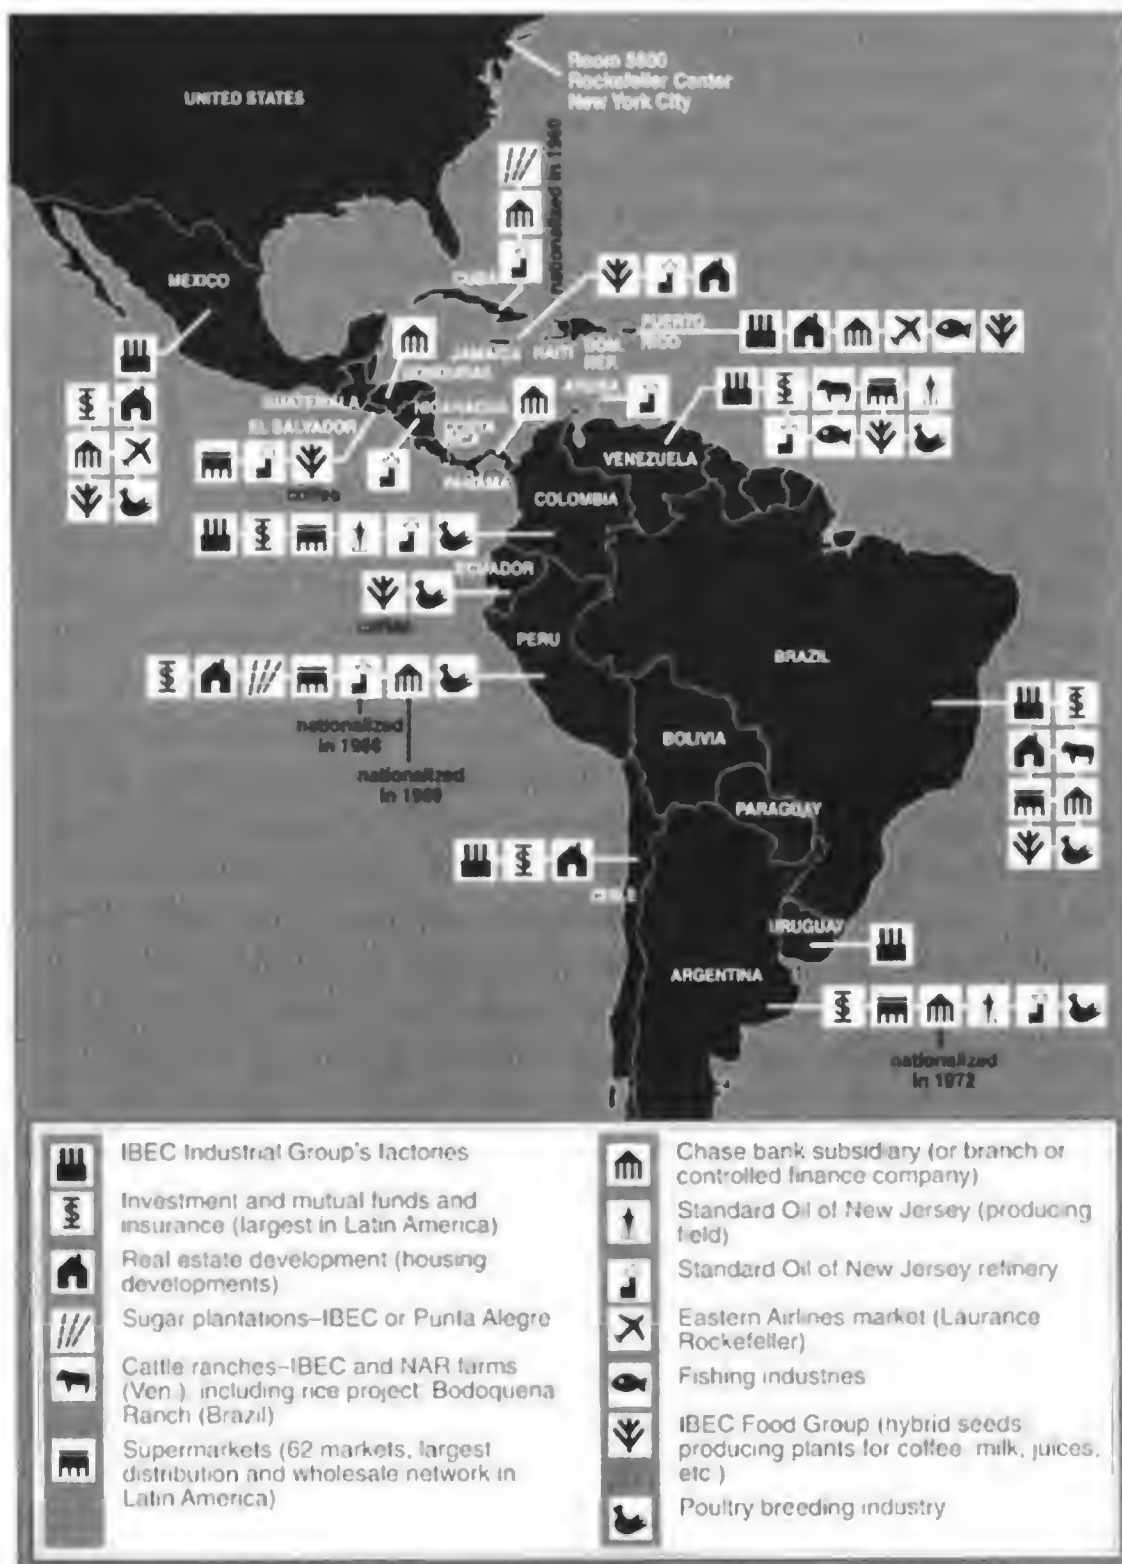 Room 5600
Rockefeller Center
New York City
UNITED STATES
nationalized in 1960
CUBA
MEXICO
PUERTO
RICO
JAMAICA
HAITI
DOM.
REP.
HONDURAS
ARUBA
GUATEMALA
NICARAGUA
EL SALVADOR
VENEZUELA
PANAMA
coffee
COLOMBIA
ECUADOR
PERU
BRAZIL
nationalized
in 1968
nationalized
in 1969
BOLIVIA
PARAGUAY
CHILE
URUGUAY
ARGENTINA
nationalized
in 1972
IBEC Industrial Group's factories
Investment and mutual funds and
insurance (largest in Latin America)
Real estate development (housing
developments)
Sugar plantations–IBEC or Punta Alegre
Cattle ranches–IBEC and NAR farms
(Ven.) including rice project, Bodoquena
Ranch (Brazil)
Supermarkets (62 markets, largest
distribution and wholesale network in
Latin America)
Chase bank subsidiary (or branch or
controlled finance company)
Standard Oil of New Jersey (producing
field)
Standard Oil of New Jersey refinery
Eastern Airlines market (Laurance
Rockefeller)
Fishing industries
IBEC Food Group (hybrid seeds
producing plants for coffee, milk, juices,
etc.)
Poultry breeding industry